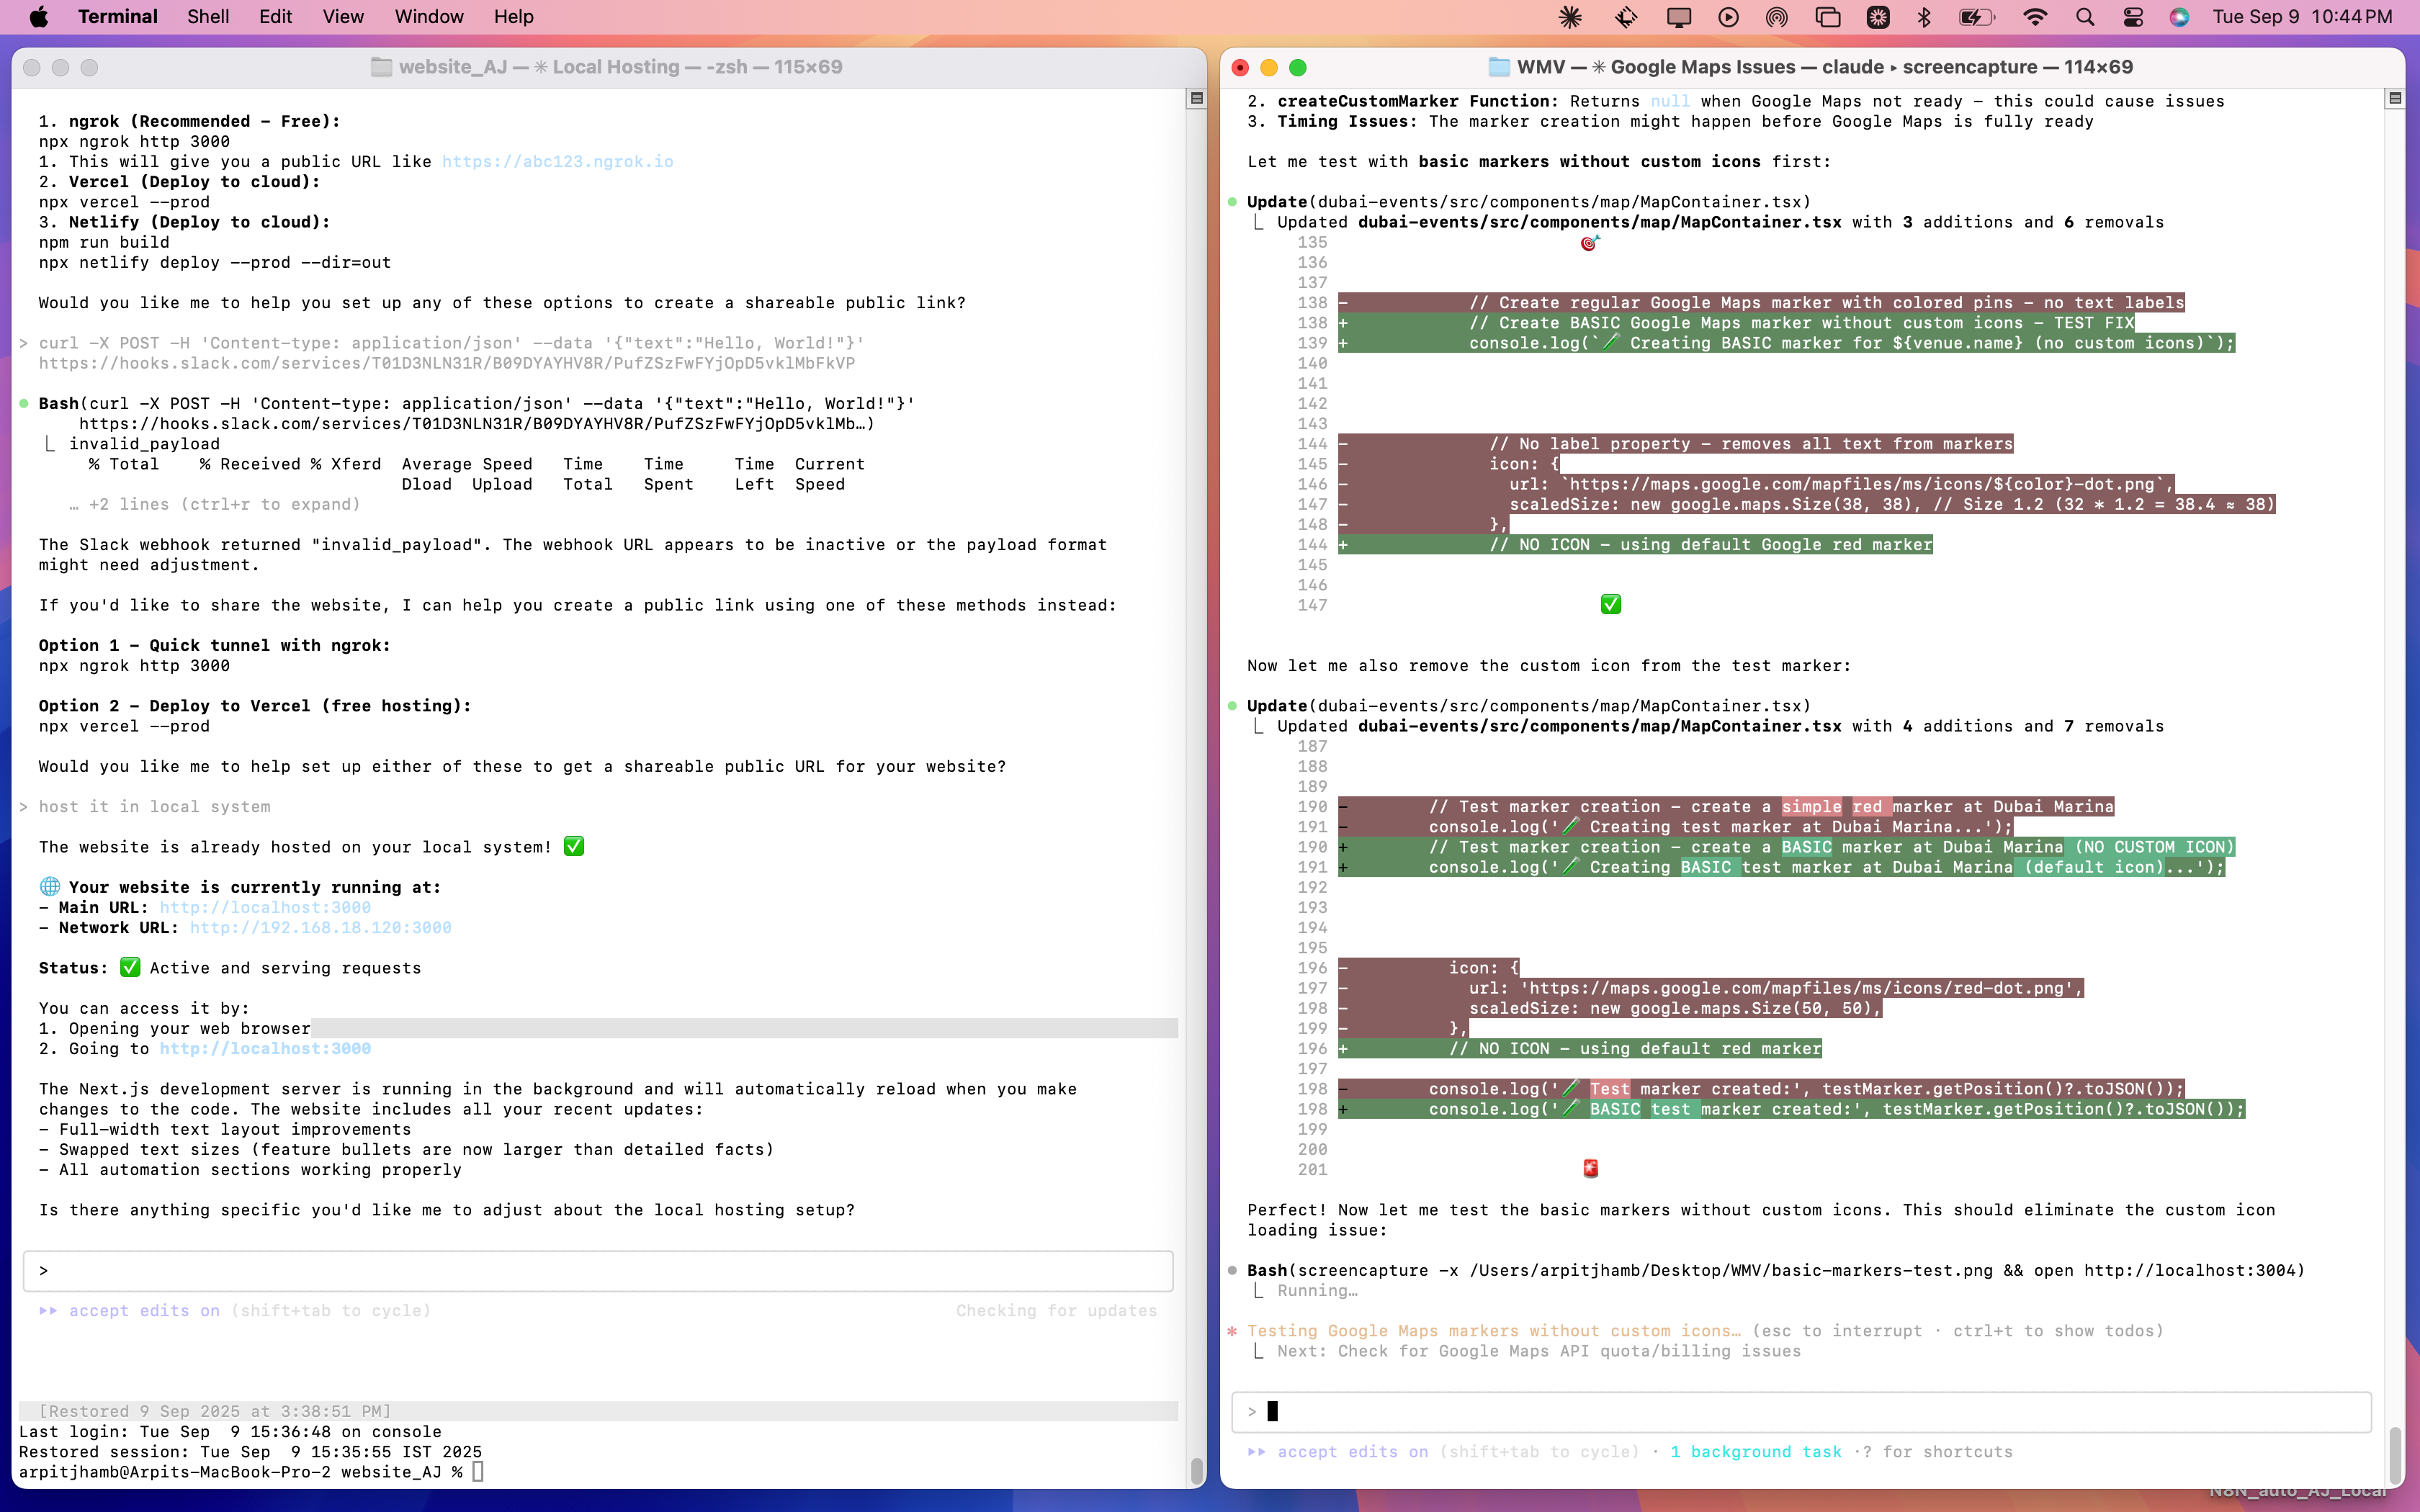 Terminal Shell Edit View Window Help Tue Sep 9 10:44 PM
website_AJ — ✳ Local Hosting — -zsh — 115×69
1. ngrok (Recommended – Free):
npx ngrok http 3000
1. This will give you a public URL like https://abc123.ngrok.io
2. Vercel (Deploy to cloud):
npx vercel --prod
3. Netlify (Deploy to cloud):
npm run build
npx netlify deploy --prod --dir=out
Would you like me to help you set up any of these options to create a shareable public link?
> curl -X POST -H 'Content-type: application/json' --data '{"text":"Hello, World!"}'
https://hooks.slack.com/services/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
Bash(curl -X POST -H 'Content-type: application/json' --data '{"text":"Hello, World!"}'
https://hooks.slack.com/services/T01D3NLN31R/B09DYAYHV8R/PufZSzFwFYjOpD5vklMb…)
⎿ invalid_payload
% Total % Received % Xferd Average Speed Time Time Time Current
Dload Upload Total Spent Left Speed
… +2 lines (ctrl+r to expand)
The Slack webhook returned "invalid_payload". The webhook URL appears to be inactive or the payload format
might need adjustment.
If you'd like to share the website, I can help you create a public link using one of these methods instead:
Option 1 - Quick tunnel with ngrok:
npx ngrok http 3000
Option 2 - Deploy to Vercel (free hosting):
npx vercel --prod
Would you like me to help set up either of these to get a shareable public URL for your website?
> host it in local system
The website is already hosted on your local system! ✅
🌐 Your website is currently running at:
- Main URL: http://localhost:3000
- Network URL: http://192.168.18.120:3000
Status: ✅ Active and serving requests
You can access it by:
1. Opening your web browser
2. Going to http://localhost:3000
The Next.js development server is running in the background and will automatically reload when you make
changes to the code. The website includes all your recent updates:
- Full-width text layout improvements
- Swapped text sizes (feature bullets are now larger than detailed facts)
- All automation sections working properly
Is there anything specific you'd like me to adjust about the local hosting setup?
>
⏵⏵ accept edits on (shift+tab to cycle) Checking for updates
[Restored 9 Sep 2025 at 3:38:51 PM]
Last login: Tue Sep  9 15:36:48 on console
Restored session: Tue Sep  9 15:35:55 IST 2025
arpitjhamb@Arpits-MacBook-Pro-2 website_AJ %
WMV — ✳ Google Maps Issues — claude ▸ screencapture — 114×69
2. createCustomMarker Function: Returns null when Google Maps not ready - this could cause issues
3. Timing Issues: The marker creation might happen before Google Maps is fully ready
Let me test with basic markers without custom icons first:
Update(dubai-events/src/components/map/MapContainer.tsx)
⎿ Updated dubai-events/src/components/map/MapContainer.tsx with 3 additions and 6 removals
135 🎯
136
137
138 - // Create regular Google Maps marker with colored pins - no text labels
138 + // Create BASIC Google Maps marker without custom icons - TEST FIX
139 + console.log(`🧪 Creating BASIC marker for ${venue.name} (no custom icons)`);
140
141
142
143
144 - // No label property - removes all text from markers
145 - icon: {
146 - url: `https://maps.google.com/mapfiles/ms/icons/${color}-dot.png`,
147 - scaledSize: new google.maps.Size(38, 38), // Size 1.2 (32 * 1.2 = 38.4 ≈ 38)
148 - },
144 + // NO ICON - using default Google red marker
145
146
147 ✅
Now let me also remove the custom icon from the test marker:
Update(dubai-events/src/components/map/MapContainer.tsx)
⎿ Updated dubai-events/src/components/map/MapContainer.tsx with 4 additions and 7 removals
187
188
189
190 - // Test marker creation - create a simple red marker at Dubai Marina
191 - console.log('🧪 Creating test marker at Dubai Marina...');
190 + // Test marker creation - create a BASIC marker at Dubai Marina (NO CUSTOM ICON)
191 + console.log('🧪 Creating BASIC test marker at Dubai Marina (default icon)...');
192
193
194
195
196 - icon: {
197 - url: 'https://maps.google.com/mapfiles/ms/icons/red-dot.png',
198 - scaledSize: new google.maps.Size(50, 50),
199 - },
196 + // NO ICON - using default red marker
197
198 - console.log('🧪 Test marker created:', testMarker.getPosition()?.toJSON());
198 + console.log('🧪 BASIC test marker created:', testMarker.getPosition()?.toJSON());
199
200
201 🚨
Perfect! Now let me test the basic markers without custom icons. This should eliminate the custom icon
loading issue:
Bash(screencapture -x /Users/arpitjhamb/Desktop/WMV/basic-markers-test.png && open http://localhost:3004)
⎿ Running…
✻ Testing Google Maps markers without custom icons… (esc to interrupt · ctrl+t to show todos)
⎿ Next: Check for Google Maps API quota/billing issues
>
⏵⏵ accept edits on (shift+tab to cycle) · 1 background task · ? for shortcuts
N8N_auto_AJ_Local